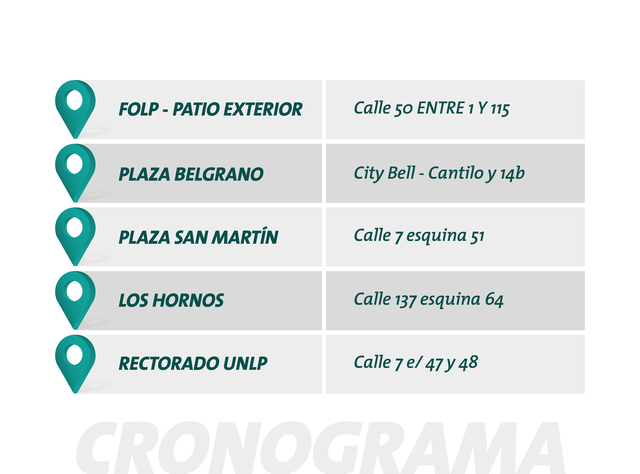 FOLP - PATIO EXTERIOR Calle 50 ENTRE 1 Y 115
PLAZA BELGRANO City Bell - Cantilo y 14b
PLAZA SAN MARTÍN Calle 7 esquina 51
LOS HORNOS Calle 137 esquina 64
RECTORADO UNLP Calle 7 e/ 47 y 48
CRONOGRAMA